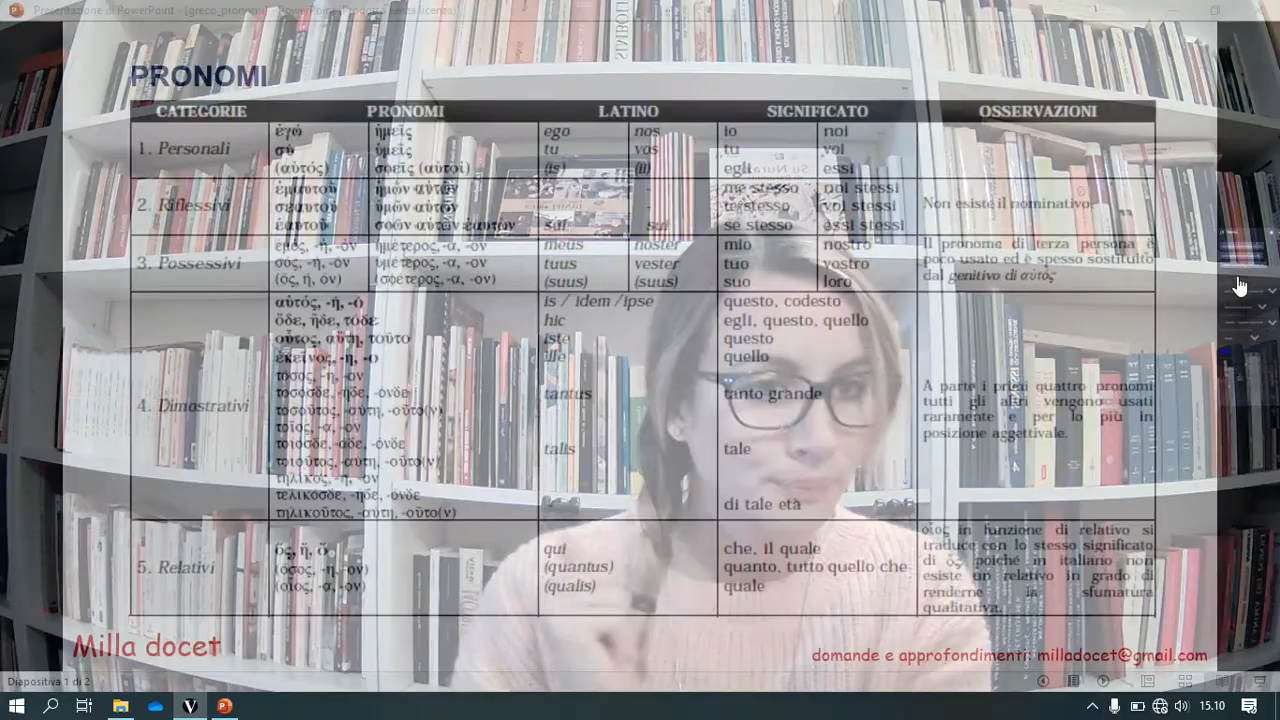 Presentazione di PowerPoint - [greco_pronomi] - PowerPoint (Prodotto senza licenza)
PRONOMI
CATEGORIE PRONOMI LATINO SIGNIFICATO OSSERVAZIONI
1. Personali
ἐγώ ἡμεῖς ego nos io noi
σὺ ὑμεῖς tu vos tu voi
(αὐτός) σφεῖς (αὐτοί) (is) (ii) egli essi
2. Riflessivi
ἐμαυτοῦ ἡμῶν αὐτῶν - - me stesso noi stessi
σεαυτοῦ ὑμῶν αὐτῶν - - te stesso voi stessi
ἑαυτοῦ σφῶν αὐτῶν ἑαυτῶν sui sui se stesso essi stessi
Non esiste il nominativo
3. Possessivi
ἐμός, -ή, -όν ἡμέτερος, -α, -ον meus noster mio nostro
σός, -ή, -όν ὑμέτερος, -α, -ον tuus vester tuo vostro
(ὅς, ἥ, ὅν) (σφέτερος, -α, -ον) (suus) (suus) suo loro
Il pronome di terza persona è
poco usato ed è spesso sostituito
dal genitivo di αὐτός
4. Dimostrativi
αὐτός, -ή, -ό is / idem /ipse questo, codesto
ὅδε, ἥδε, τόδε hic egli, questo, quello
οὗτος, αὕτη, τοῦτο iste questo
ἐκεῖνος, -η, -ο ille quello
τόσος, -η, -ον
τοσόσδε, -ήδε, -όνδε tantus tanto grande
τοσοῦτος, -αύτη, -οῦτο(ν)
τοῖος, -α, -ον
τοιόσδε, -άδε, -όνδε talis tale
τοιοῦτος, -αύτη, -οῦτο(ν)
τηλίκος, -η, -ον
τελικόσδε, -ήδε, -όνδε di tale età
τηλικοῦτος, -αύτη, -οῦτο(ν)
A parte i primi quattro pronomi
tutti gli altri vengono usati
raramente e per lo più in
posizione aggettivale.
5. Relativi
ὅς, ἥ, ὅ qui che, il quale
(ὅσος, -η, -ον) (quantus) quanto, tutto quello che
(οἷος, -α, -ον) (qualis) quale
οἷος in funzione di relativo si
traduce con lo stesso significato
di ὅς, poiché in italiano non
esiste un relativo in grado di
renderne la sfumatura
qualitativa.
Milla docet
domande e approfondimenti: milladocet@gmail.com
Diapositiva 1 di 2
15.10